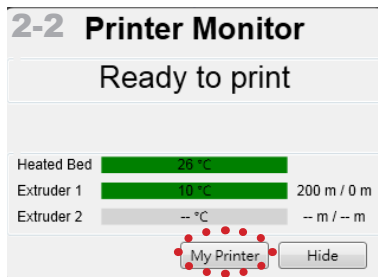 2-2 Printer Monitor
Ready to print
Heated Bed 26 °C
Extruder 1 10 °C 200 m / 0 m
Extruder 2 -- °C -- m / -- m
My Printer Hide